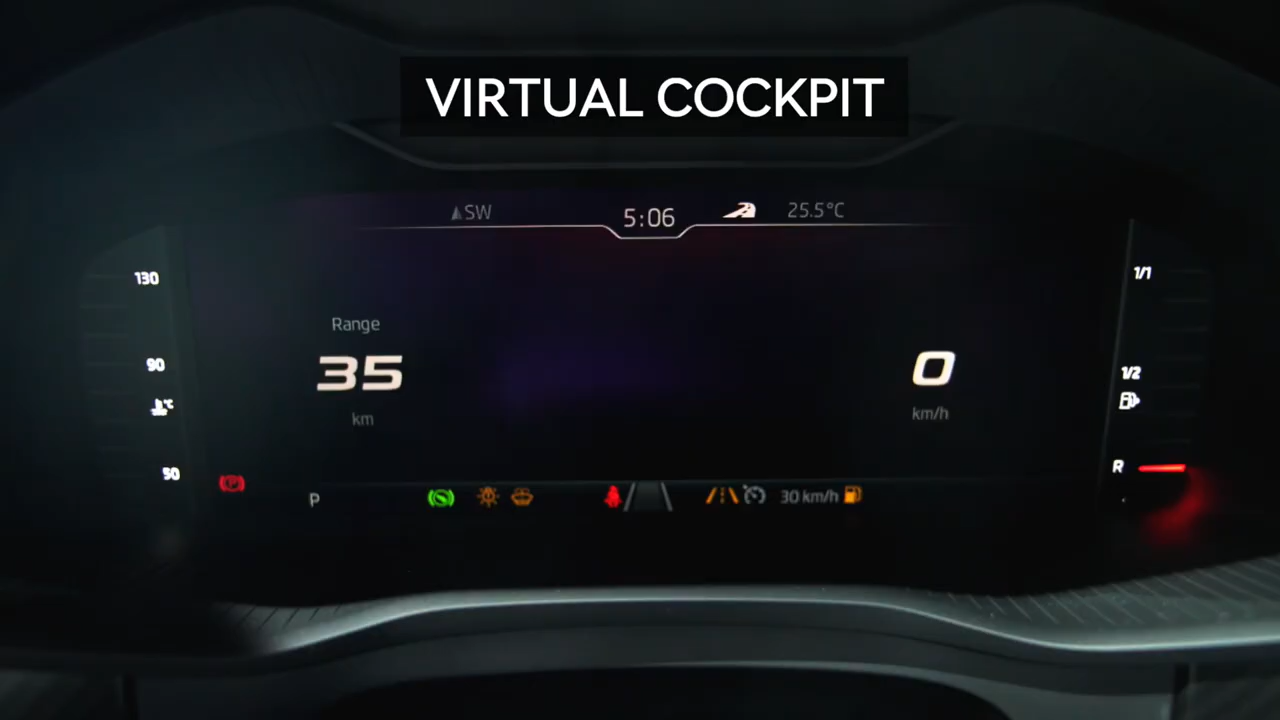 VIRTUAL COCKPIT
SW
5:06
25.5°C
130
90
°C
50
Range
35
km
0
km/h
1/1
1/2
R
P
P
30 km/h